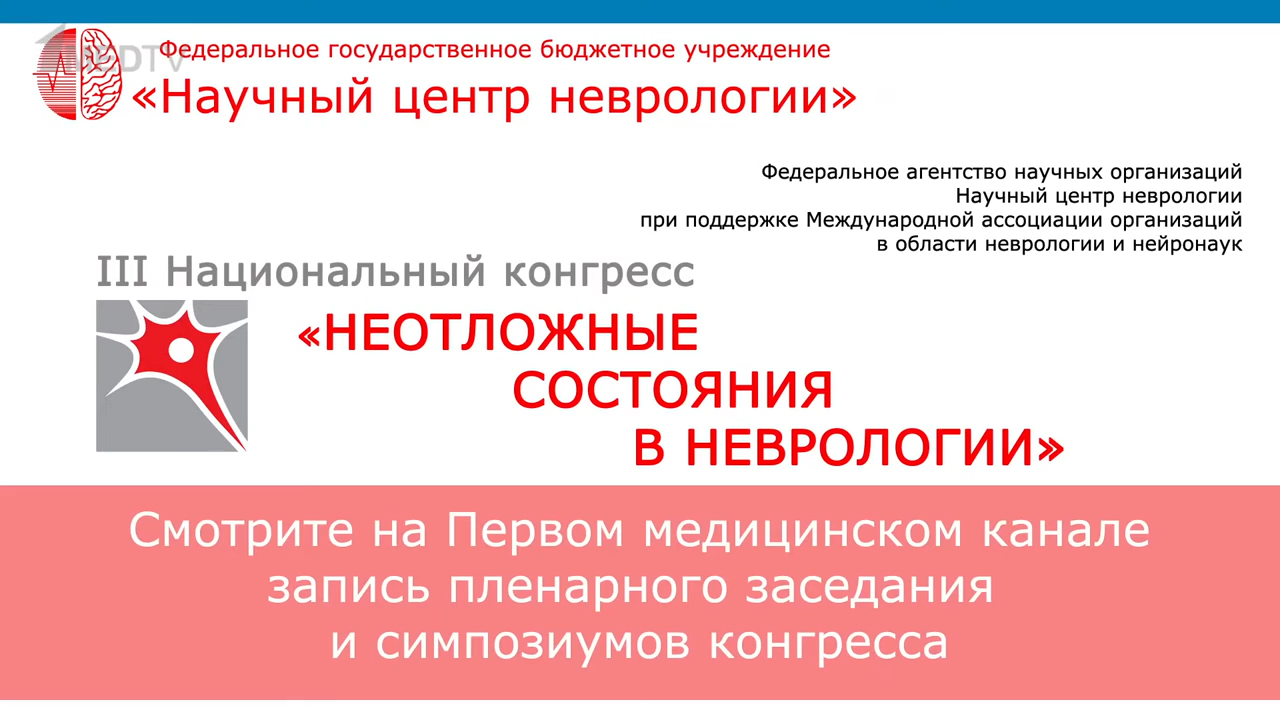 Федеральное государственное бюджетное учреждение
«Научный центр неврологии»
Федеральное агентство научных организаций
Научный центр неврологии
при поддержке Международной ассоциации организаций
в области неврологии и нейронаук
III Национальный конгресс
«НЕОТЛОЖНЫЕ
СОСТОЯНИЯ
В НЕВРОЛОГИИ»
Смотрите на Первом медицинском канале
запись пленарного заседания
и симпозиумов конгресса